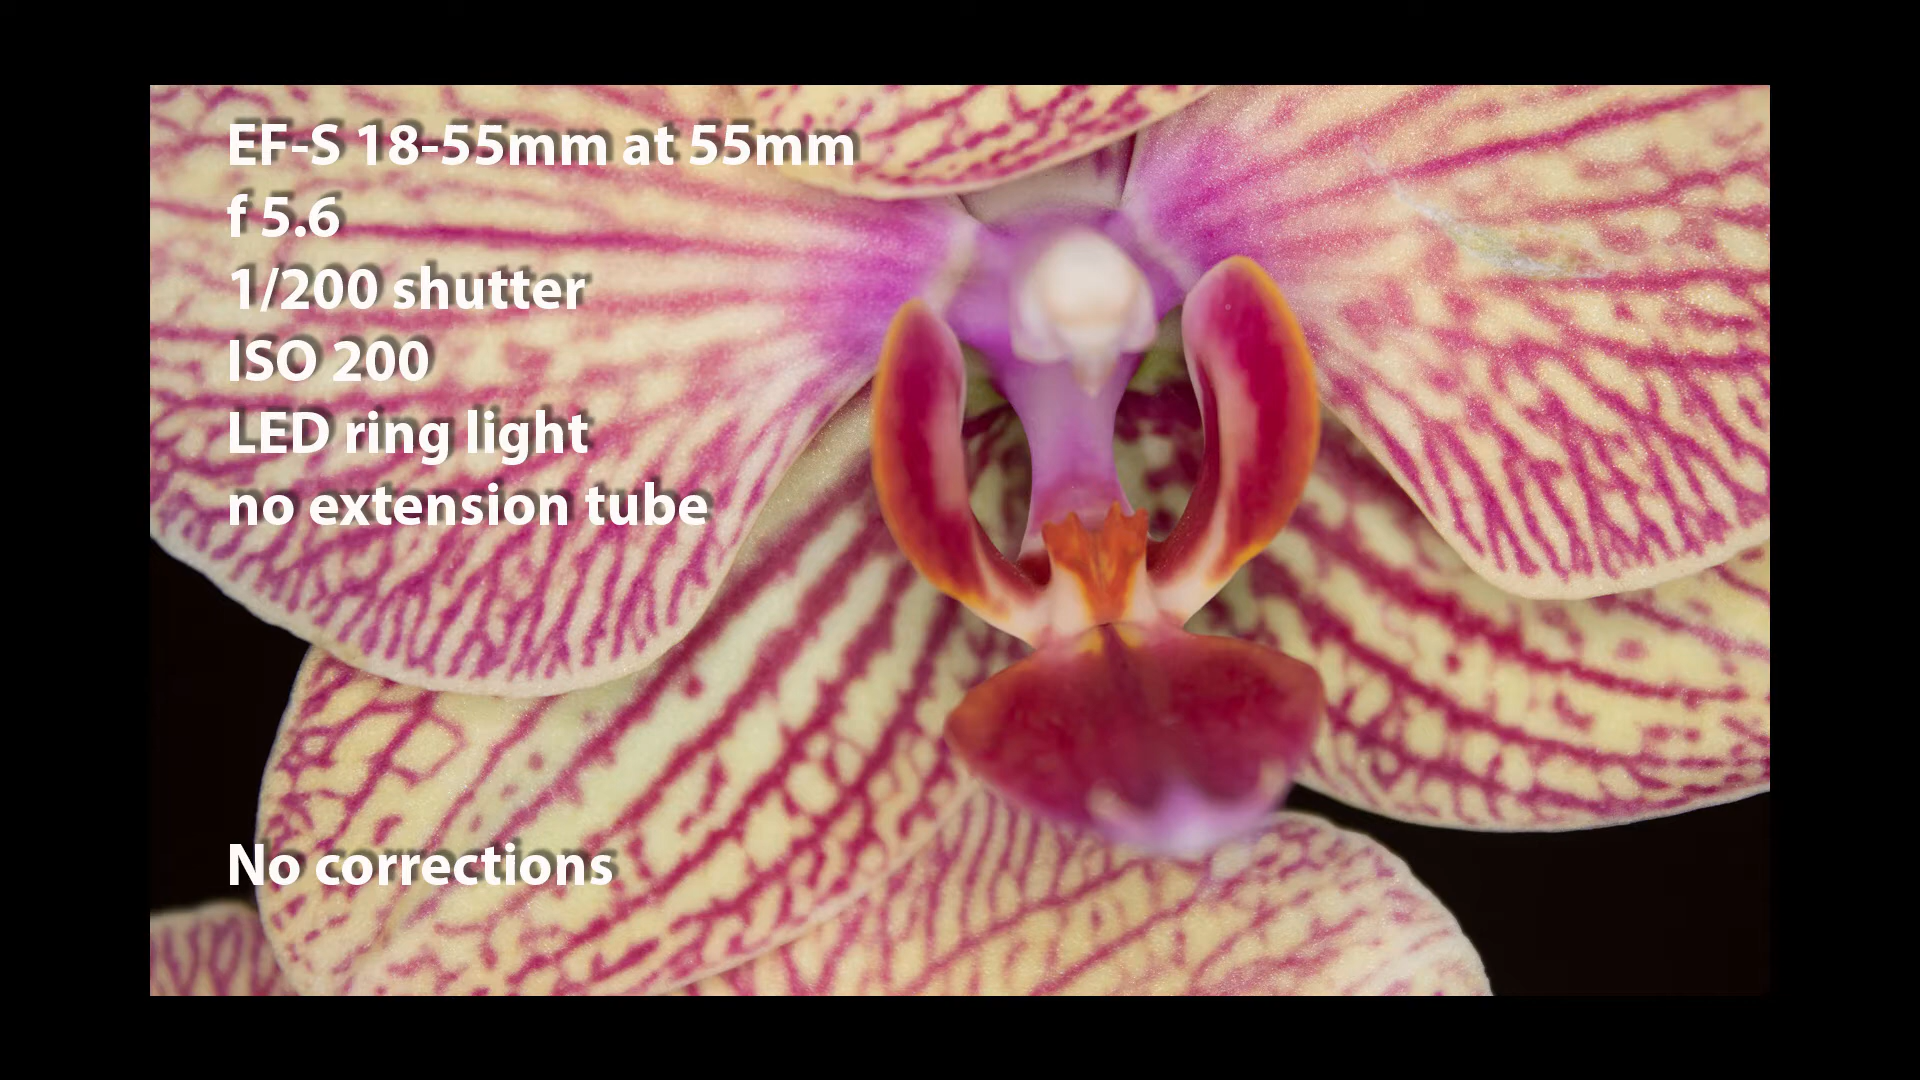 EF-S 18-55mm at 55mm
f 5.6
1/200 shutter
ISO 200
LED ring light
no extension tube
No corrections